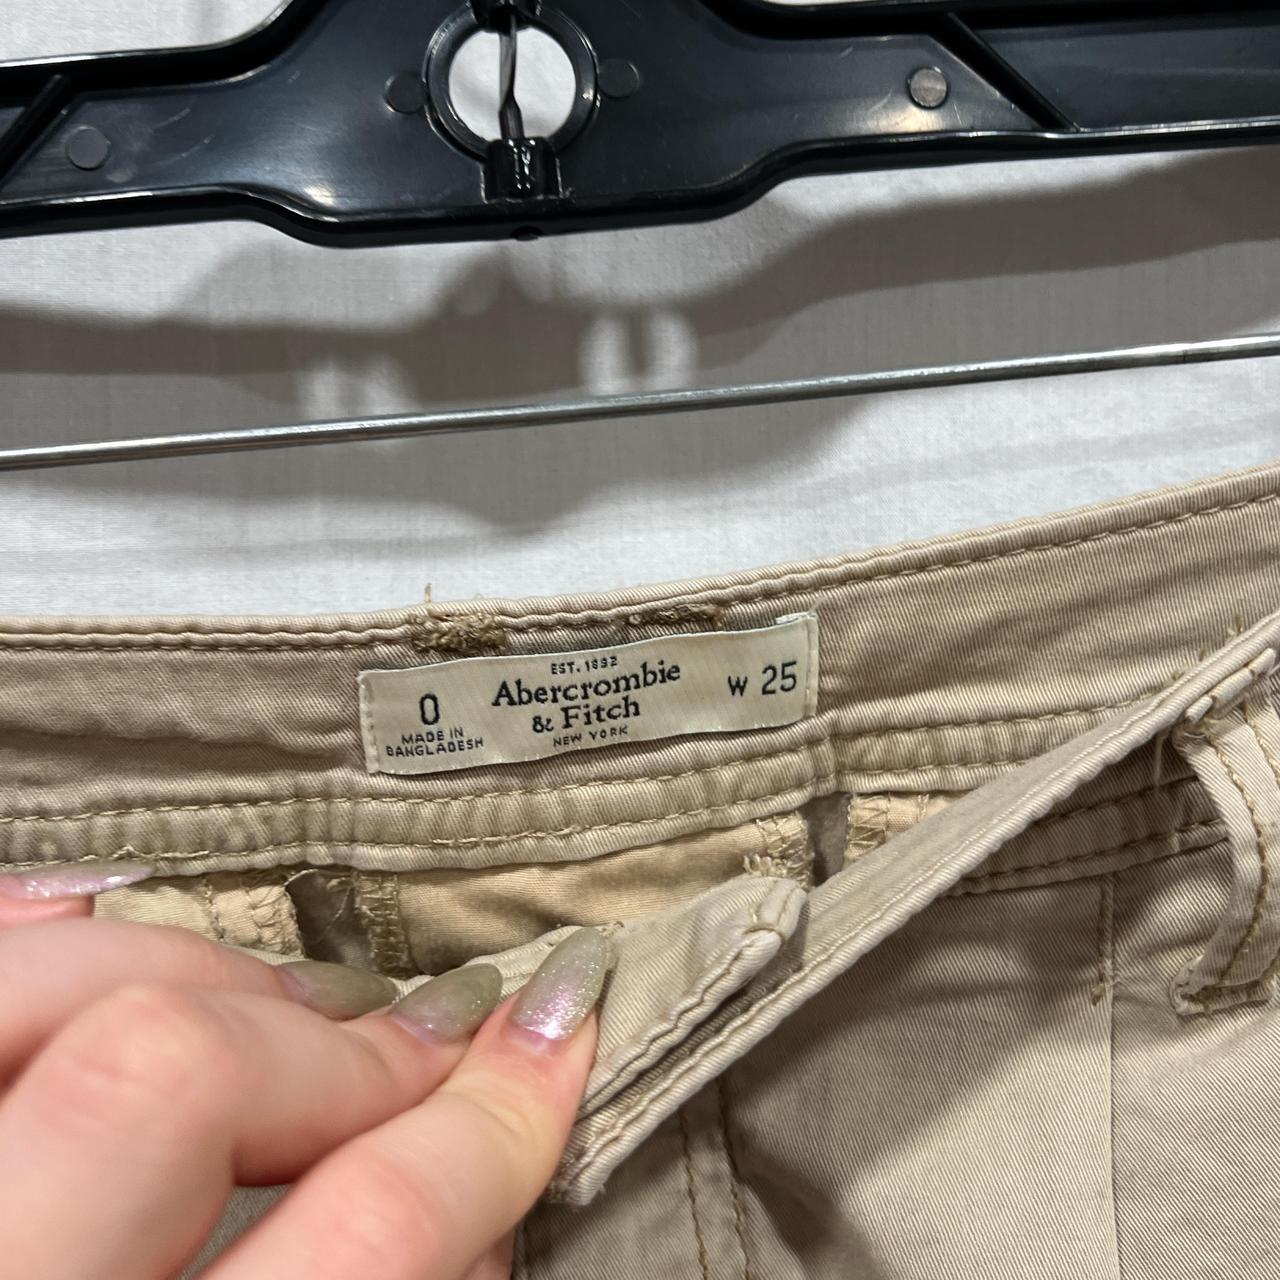 0
MADE IN
BANGLADESH
EST. 1892
Abercrombie
& Fitch
NEW YORK
W 25